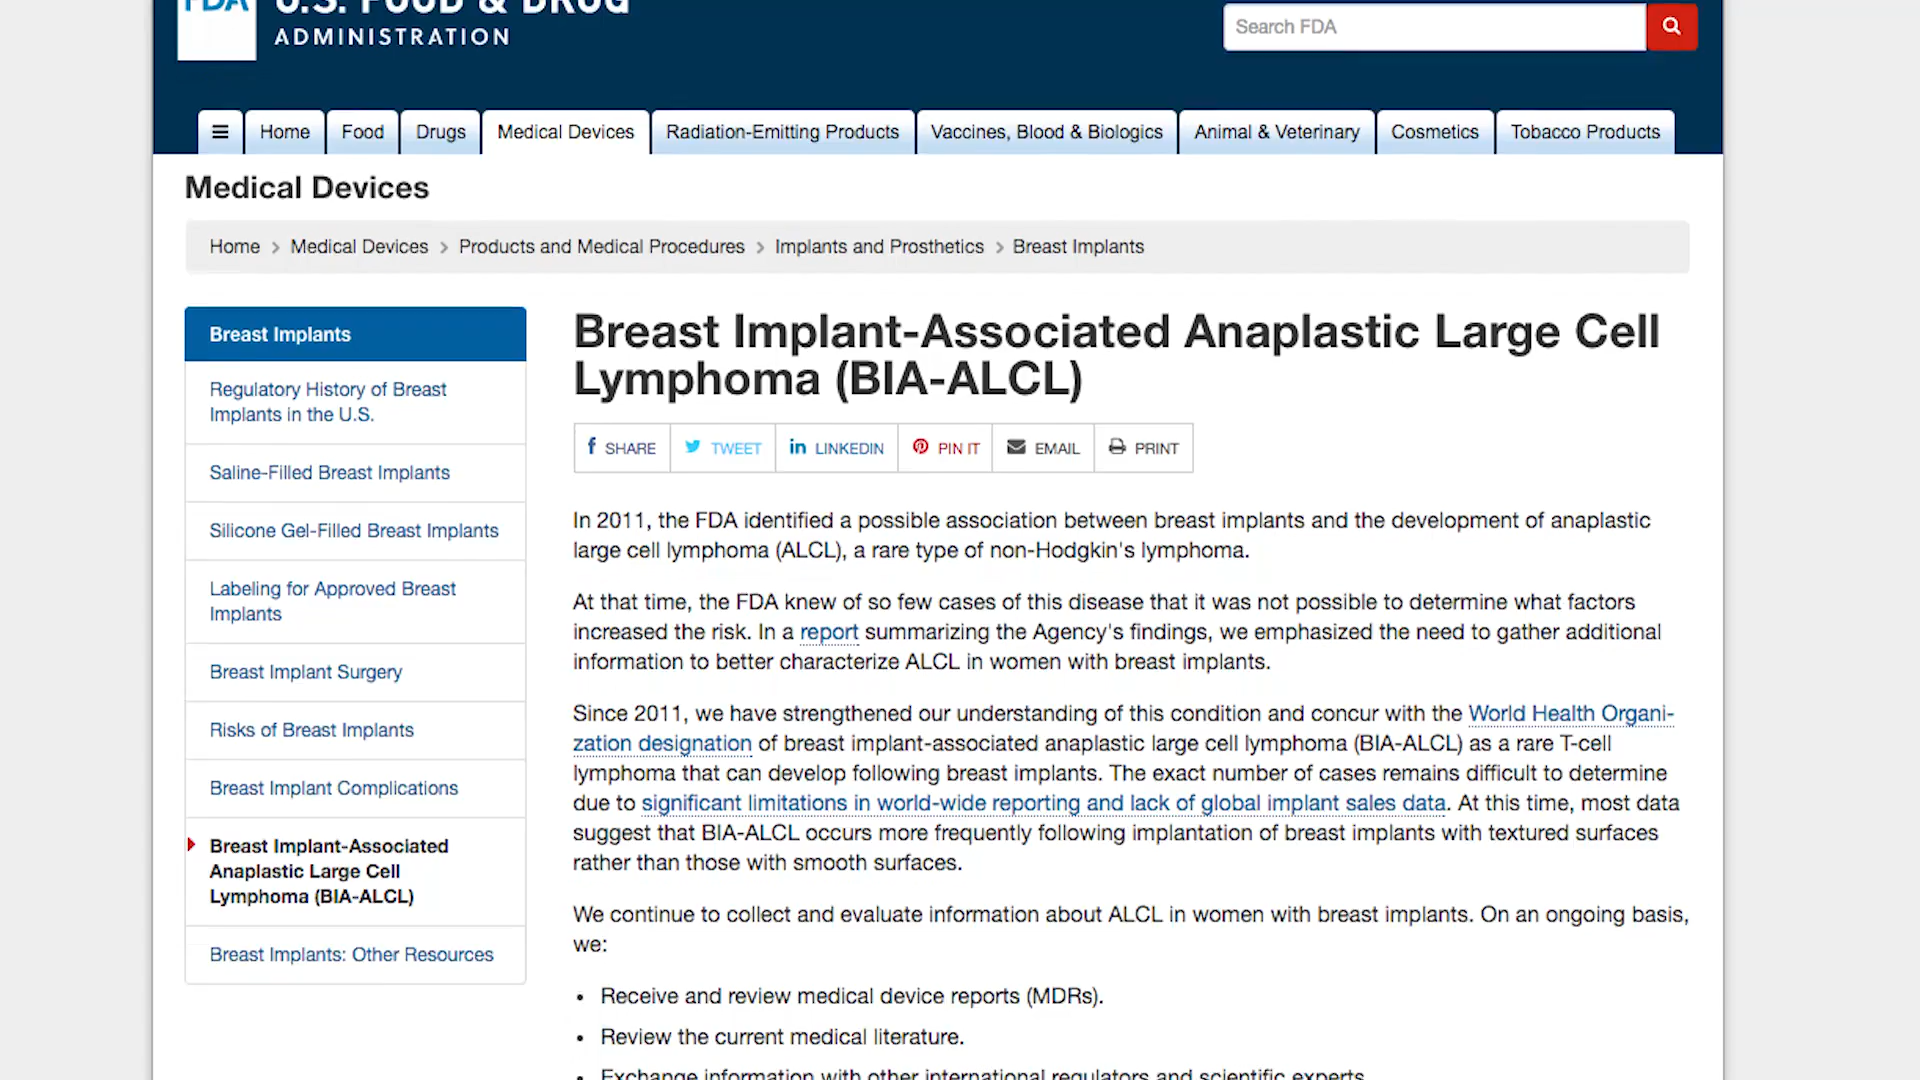 FDA
U.S. FOOD & DRUG
ADMINISTRATION
Search FDA
Home
Food
Drugs
Medical Devices
Radiation-Emitting Products
Vaccines, Blood & Biologics
Animal & Veterinary
Cosmetics
Tobacco Products
Medical Devices
Home > Medical Devices > Products and Medical Procedures > Implants and Prosthetics > Breast Implants
Breast Implants
Regulatory History of Breast
Implants in the U.S.
Saline-Filled Breast Implants
Silicone Gel-Filled Breast Implants
Labeling for Approved Breast
Implants
Breast Implant Surgery
Risks of Breast Implants
Breast Implant Complications
Breast Implant-Associated
Anaplastic Large Cell
Lymphoma (BIA-ALCL)
Breast Implants: Other Resources
Breast Implant-Associated Anaplastic Large Cell
Lymphoma (BIA-ALCL)
f SHARE
TWEET
in LINKEDIN
PIN IT
EMAIL
PRINT
In 2011, the FDA identified a possible association between breast implants and the development of anaplastic
large cell lymphoma (ALCL), a rare type of non-Hodgkin's lymphoma.
At that time, the FDA knew of so few cases of this disease that it was not possible to determine what factors
increased the risk. In a report summarizing the Agency's findings, we emphasized the need to gather additional
information to better characterize ALCL in women with breast implants.
Since 2011, we have strengthened our understanding of this condition and concur with the World Health Organi-
zation designation of breast implant-associated anaplastic large cell lymphoma (BIA-ALCL) as a rare T-cell
lymphoma that can develop following breast implants. The exact number of cases remains difficult to determine
due to significant limitations in world-wide reporting and lack of global implant sales data. At this time, most data
suggest that BIA-ALCL occurs more frequently following implantation of breast implants with textured surfaces
rather than those with smooth surfaces.
We continue to collect and evaluate information about ALCL in women with breast implants. On an ongoing basis,
we:
• Receive and review medical device reports (MDRs).
• Review the current medical literature.
• Exchange information with other international regulators and scientific experts.